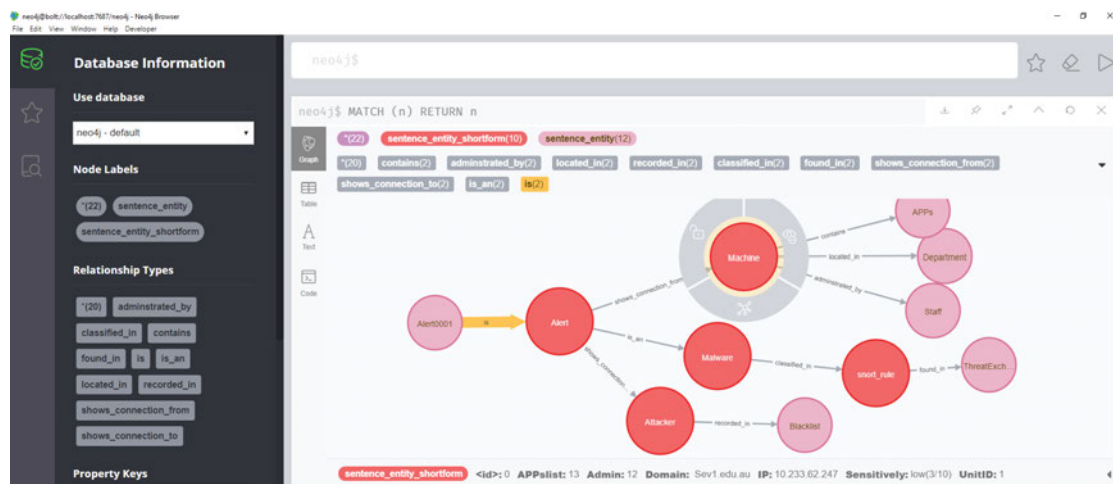 neo4j@bolt://localhost:7687/neo4j - Neo4j Browser
File Edit View Window Help Developer
Database Information
Use database
neo4j - default
Node Labels
*(22) sentence_entity
sentence_entity_shortform
Relationship Types
*(20) adminstrated_by
classified_in contains
found_in is is_an
located_in recorded_in
shows_connection_from
shows_connection_to
Property Keys
neo4j$
neo4j$ MATCH (n) RETURN n
Graph
Table
Text
Code
*(22) sentence_entity_shortform(10) sentence_entity(12)
*(20) contains(2) adminstrated_by(2) located_in(2) recorded_in(2) classified_in(2) found_in(2) shows_connection_from(2)
shows_connection_to(2) is_an(2) is(2)
APPs
contains
Machine
located_in
Department
adminstrated_by
Staff
shows_connection_from
Alert0001
is
Alert
is_an
Malware
classified_in
snort_rule
found_in
ThreatExch...
shows_connection...
Attacker
recorded_in
Blacklist
sentence_entity_shortform <id>: 0 APPslist: 13 Admin: 12 Domain: Sev1.edu.au IP: 10.233.62.247 Sensitively: low(3/10) UnitID: 1